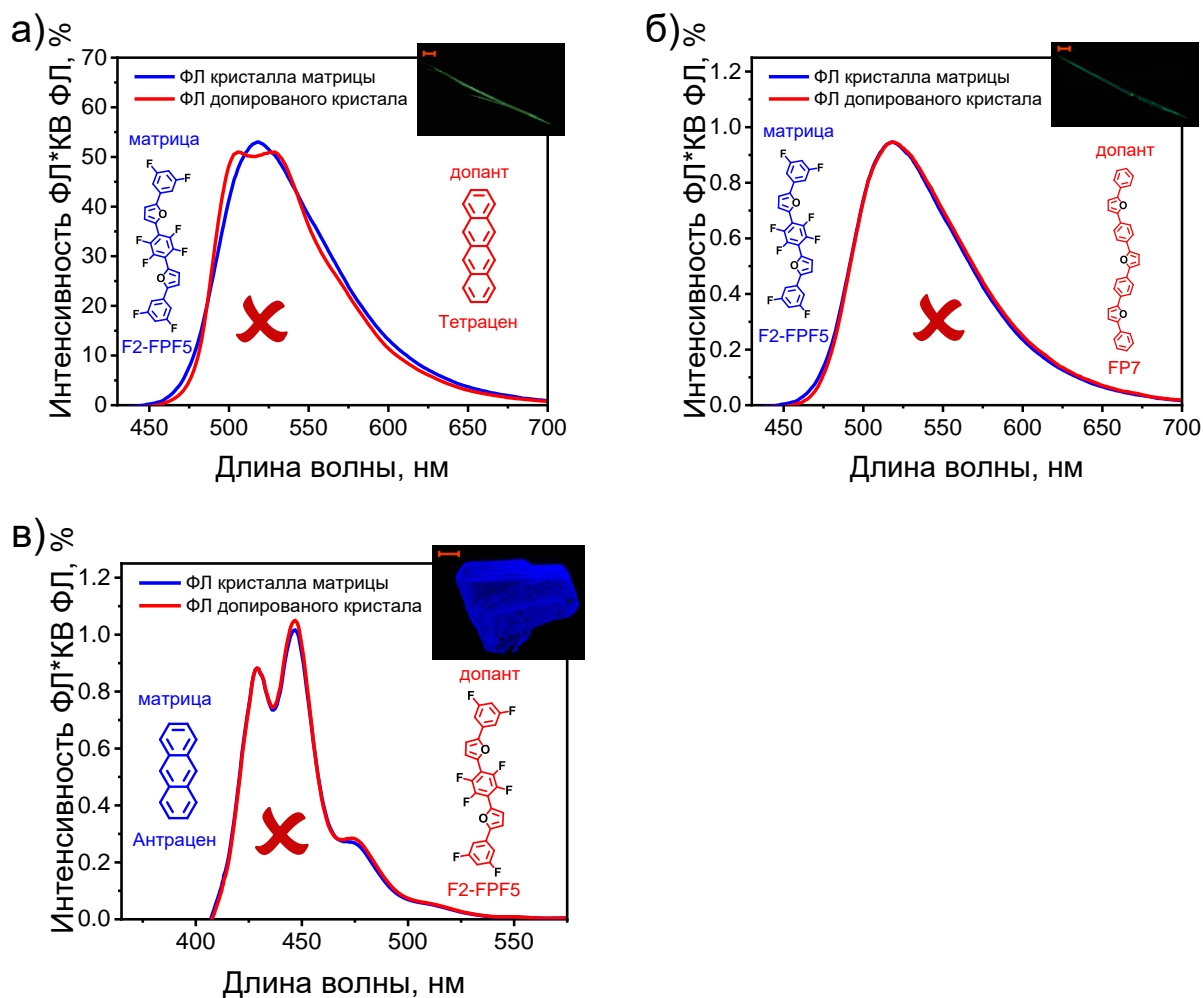 а)
Интенсивность ФЛ*КВ ФЛ, %
70
60
50
40
30
20
10
0
ФЛ кристалла матрицы
ФЛ допированого кристала
матрица
F
F
O
F
F
F
F
O
F
F
F2-FPF5
допант
Тетрацен
450 500 550 600 650 700
Длина волны, нм
б)
Интенсивность ФЛ*КВ ФЛ, %
1.2
1.0
0.8
0.6
0.4
0.2
0.0
ФЛ кристалла матрицы
ФЛ допированого кристала
матрица
F
F
O
F
F
F
F
O
F
F
F2-FPF5
допант
O
O
O
FP7
450 500 550 600 650 700
Длина волны, нм
в)
Интенсивность ФЛ*КВ ФЛ, %
1.2
1.0
0.8
0.6
0.4
0.2
0.0
ФЛ кристалла матрицы
ФЛ допированого кристала
матрица
Антрацен
допант
F
F
O
F
F
F
F
O
F
F
F2-FPF5
400 450 500 550
Длина волны, нм